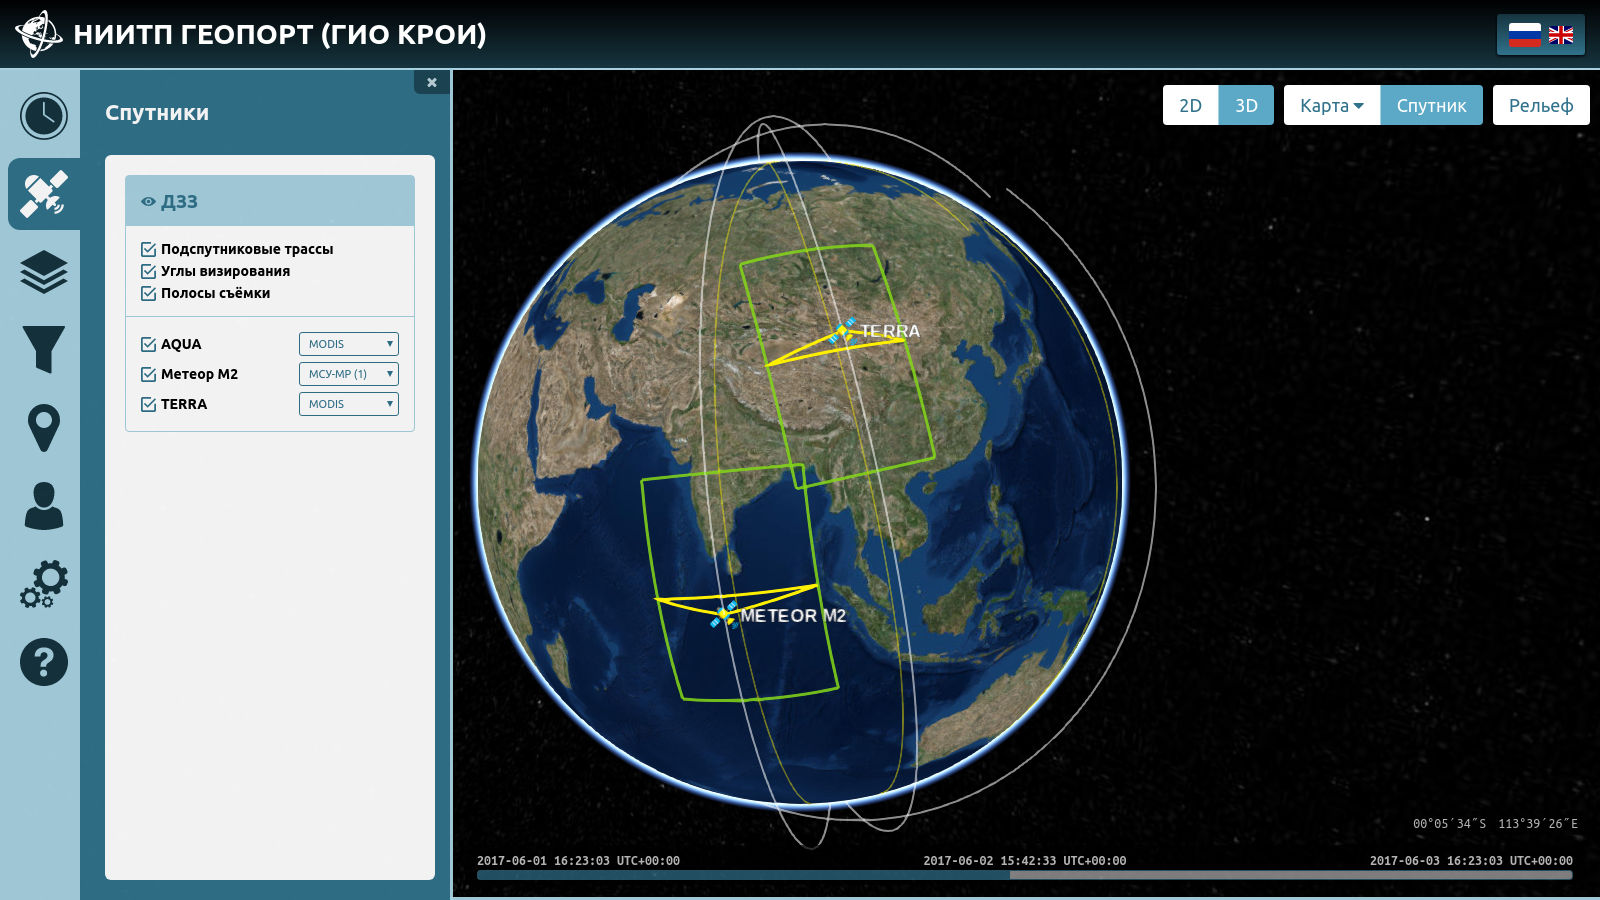 НИИТП ГЕОПОРТ (ГИО КРОИ)
Спутники
ДЗЗ
Подспутниковые трассы
Углы визирования
Полосы съёмки
AQUA MODIS
Метеор М2 МСУ-МР (1)
TERRA MODIS
2D 3D Карта Спутник Рельеф
TERRA
METEOR M2
00°05′34″S 113°39′26″E
2017-06-01 16:23:03 UTC+00:00 2017-06-02 15:42:33 UTC+00:00 2017-06-03 16:23:03 UTC+00:00